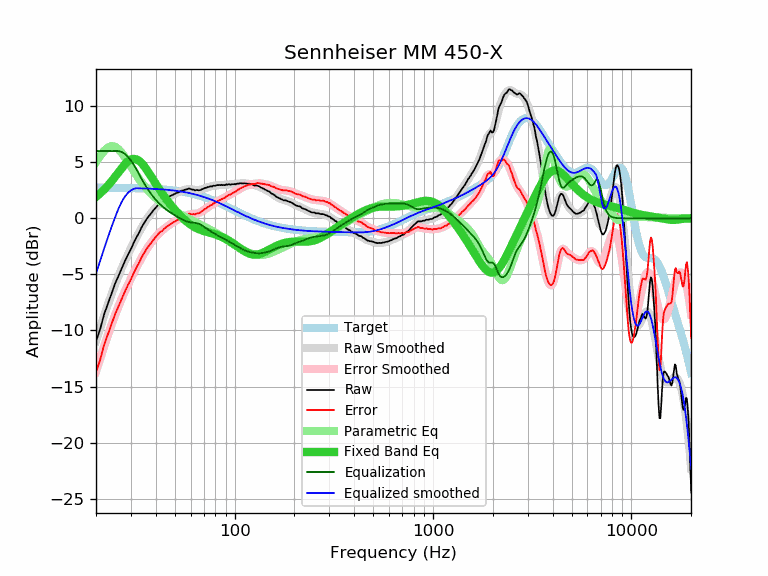 Sennheiser MM 450-X
10
5
0
−5
−10
−15
−20
−25
Amplitude (dBr)
Target
Raw Smoothed
Error Smoothed
Raw
Error
Parametric Eq
Fixed Band Eq
Equalization
Equalized smoothed
100 1000 10000
Frequency (Hz)